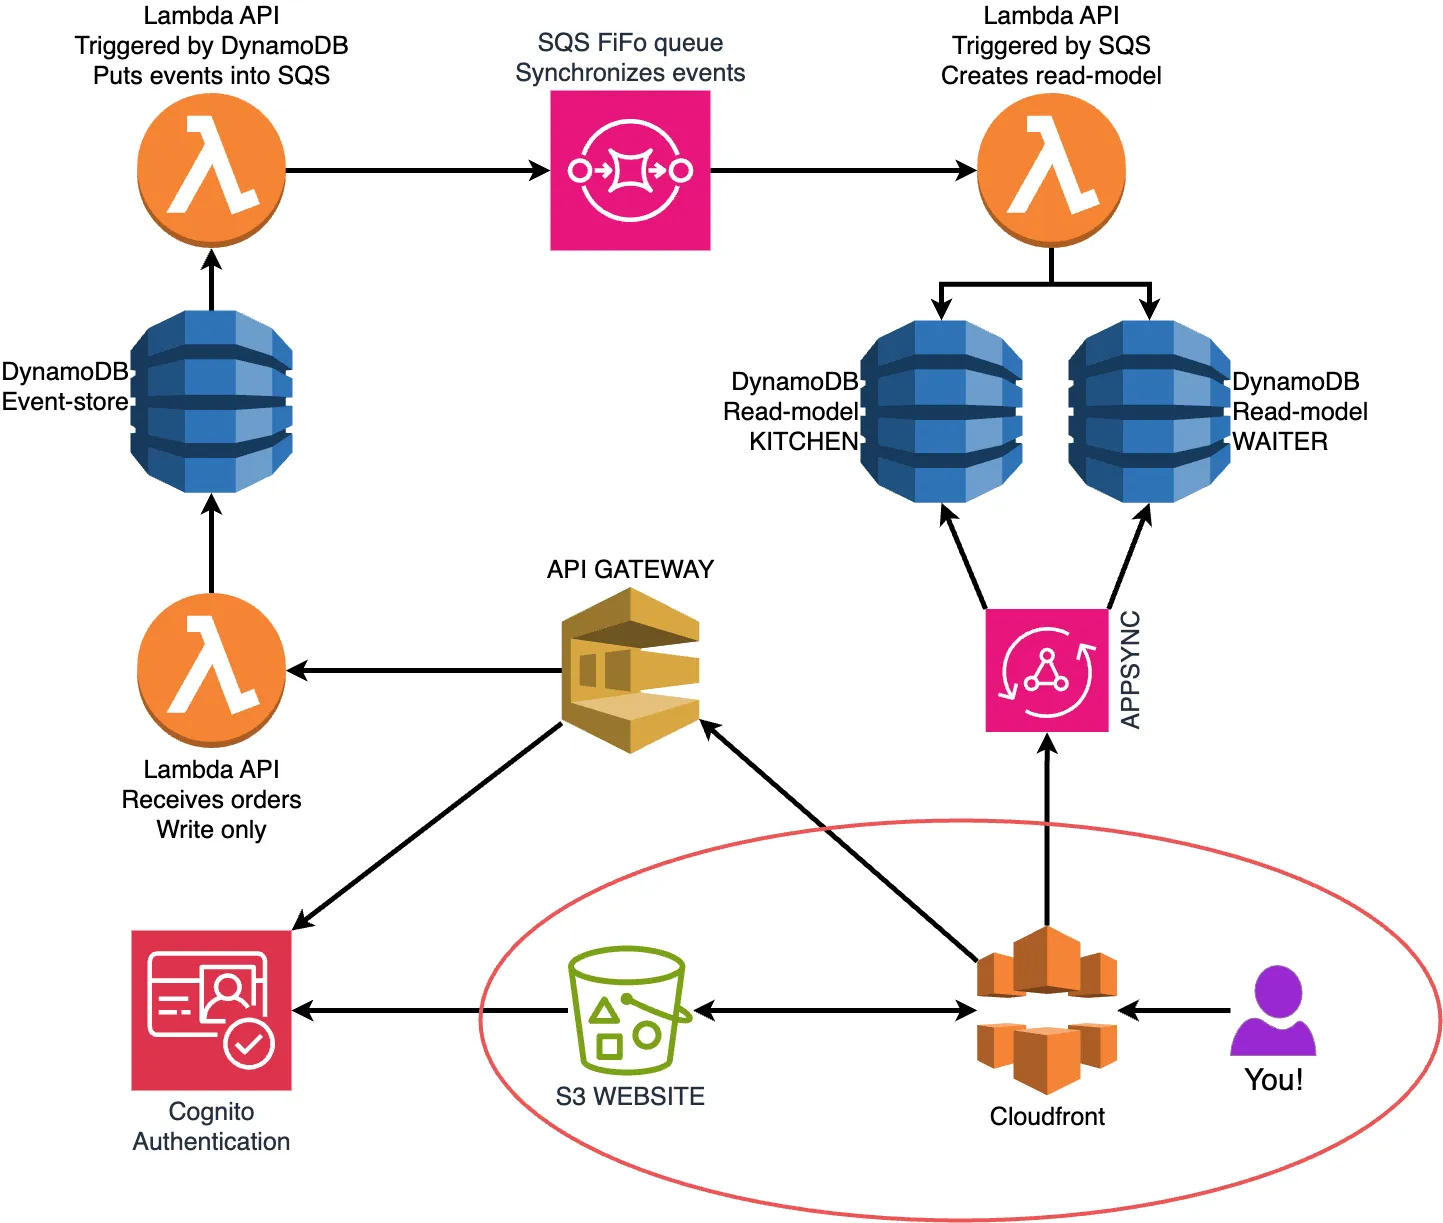 Lambda API
Triggered by DynamoDB
Puts events into SQS
SQS FiFo queue
Synchronizes events
Lambda API
Triggered by SQS
Creates read-model
DynamoDB
Event-store
DynamoDB
Read-model
KITCHEN
DynamoDB
Read-model
WAITER
API GATEWAY
APPSYNC
Lambda API
Receives orders
Write only
Cognito
Authentication
S3 WEBSITE
Cloudfront
You!